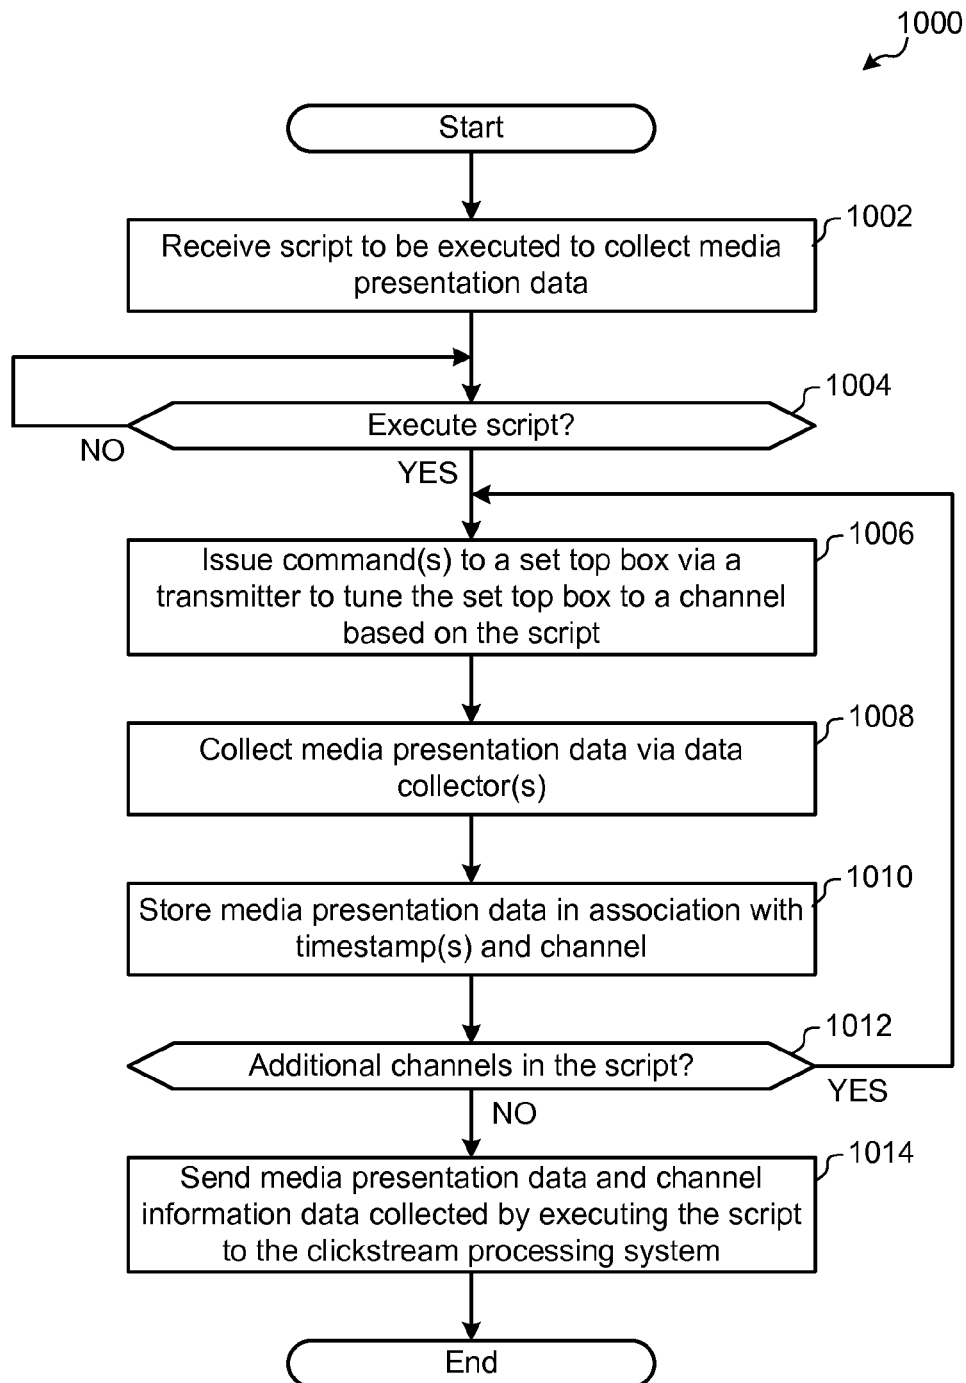 1000
Start
1002
Receive script to be executed to collect media
presentation data
1004
Execute script?
NO
YES
1006
Issue command(s) to a set top box via a
transmitter to tune the set top box to a channel
based on the script
1008
Collect media presentation data via data
collector(s)
1010
Store media presentation data in association with
timestamp(s) and channel
1012
Additional channels in the script?
YES
NO
1014
Send media presentation data and channel
information data collected by executing the script
to the clickstream processing system
End